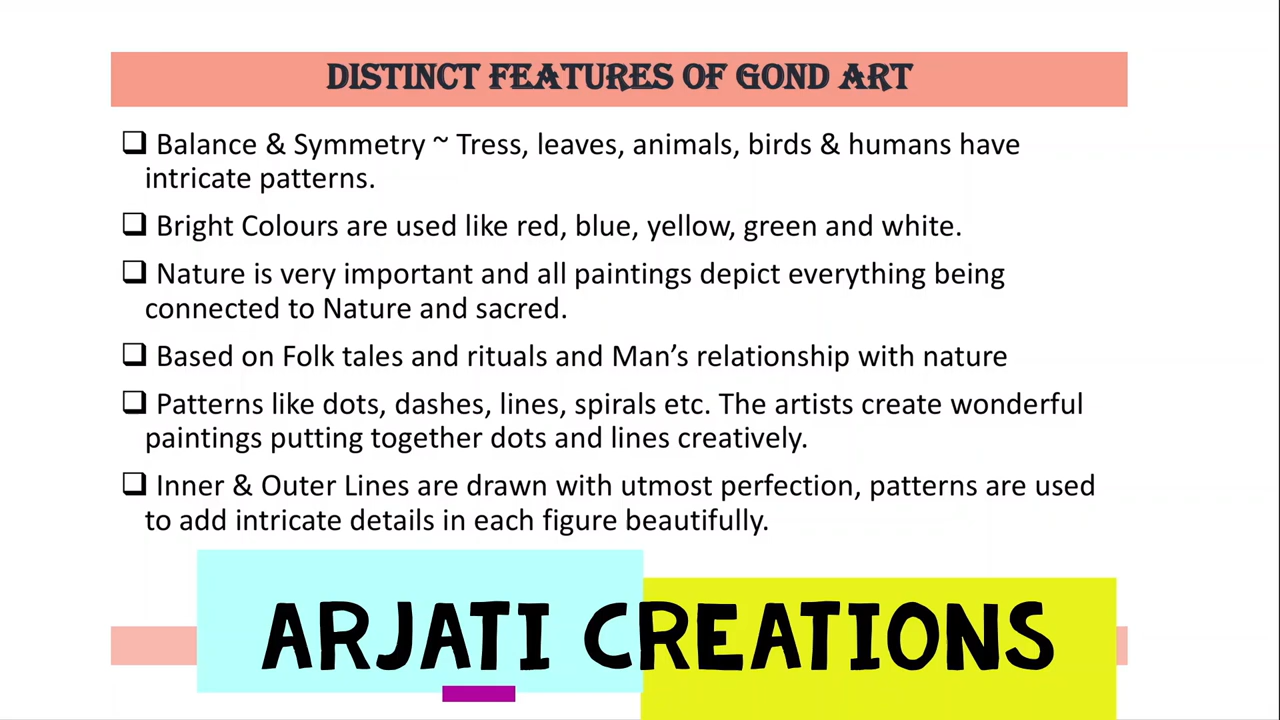 DISTINCT FEATURES OF GOND ART
❑ Balance & Symmetry ~ Tress, leaves, animals, birds & humans have
intricate patterns.
❑ Bright Colours are used like red, blue, yellow, green and white.
❑ Nature is very important and all paintings depict everything being
connected to Nature and sacred.
❑ Based on Folk tales and rituals and Man’s relationship with nature
❑ Patterns like dots, dashes, lines, spirals etc. The artists create wonderful
paintings putting together dots and lines creatively.
❑ Inner & Outer Lines are drawn with utmost perfection, patterns are used
to add intricate details in each figure beautifully.
ARJATI CREATIONS